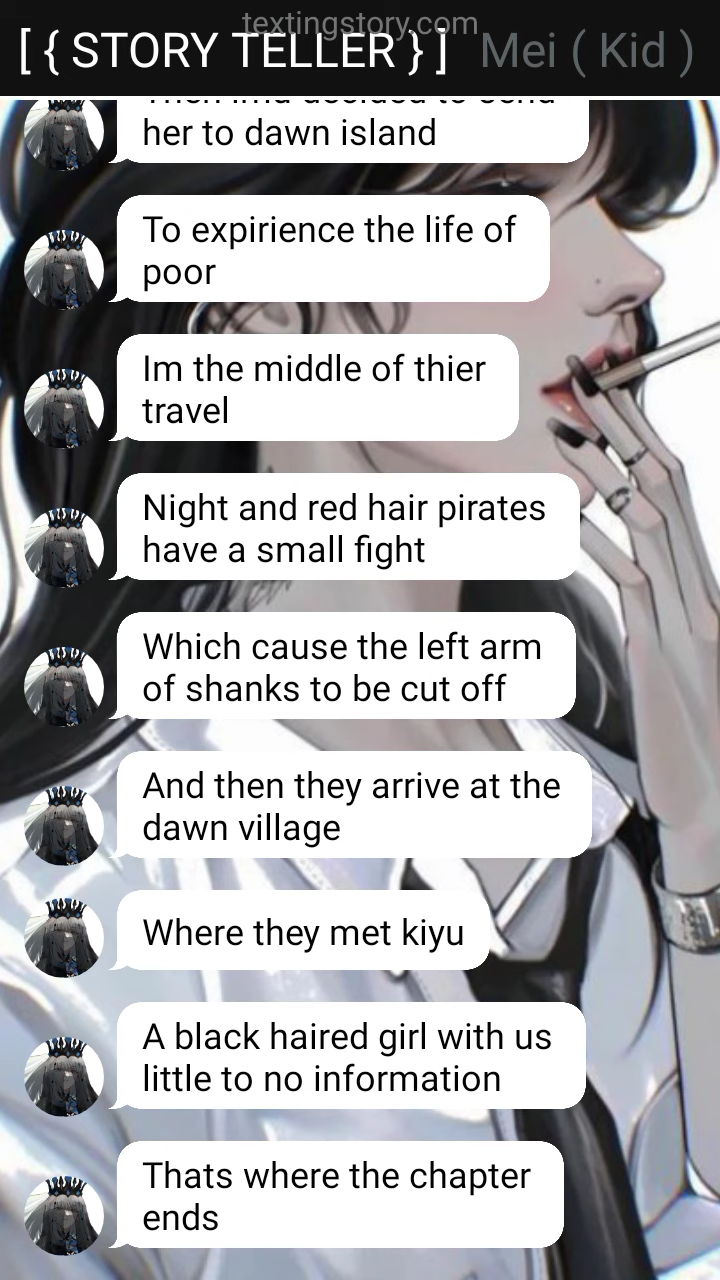 textingstory.com
[ { STORY TELLER } ] Mei ( Kid )
her to dawn island
To expirience the life of
poor
Im the middle of thier
travel
Night and red hair pirates
have a small fight
Which cause the left arm
of shanks to be cut off
And then they arrive at the
dawn village
Where they met kiyu
A black haired girl with us
little to no information
Thats where the chapter
ends